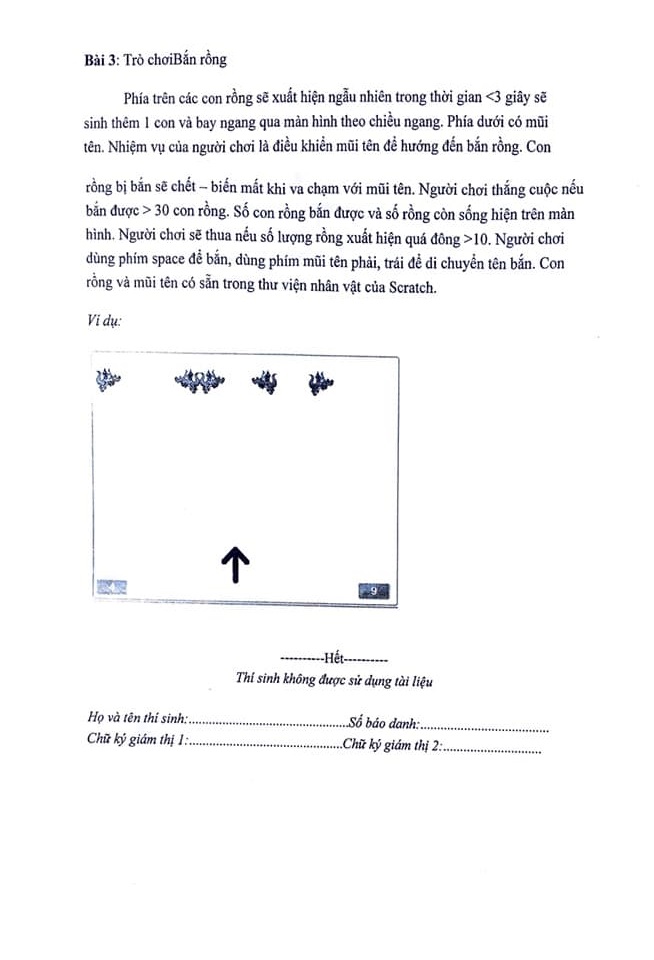 Bài 3: Trò chơiBắn rồng
Phía trên các con rồng sẽ xuất hiện ngẫu nhiên trong thời gian <3 giây sẽ
sinh thêm 1 con và bay ngang qua màn hình theo chiều ngang. Phía dưới có mũi
tên. Nhiệm vụ của người chơi là điều khiển mũi tên để hướng đến bắn rồng. Con
rồng bị bắn sẽ chết – biến mất khi va chạm với mũi tên. Người chơi thắng cuộc nếu
bắn được > 30 con rồng. Số con rồng bắn được và số rồng còn sống hiện trên màn
hình. Người chơi sẽ thua nếu số lượng rồng xuất hiện quá đông >10. Người chơi
dùng phím space để bắn, dùng phím mũi tên phải, trái để di chuyển tên bắn. Con
rồng và mũi tên có sẵn trong thư viện nhân vật của Scratch.
Ví dụ:
9
----------Hết----------
Thí sinh không được sử dụng tài liệu
Họ và tên thí sinh:..................................................Số báo danh:........................................
Chữ ký giám thị 1:................................................Chữ ký giám thị 2:..............................